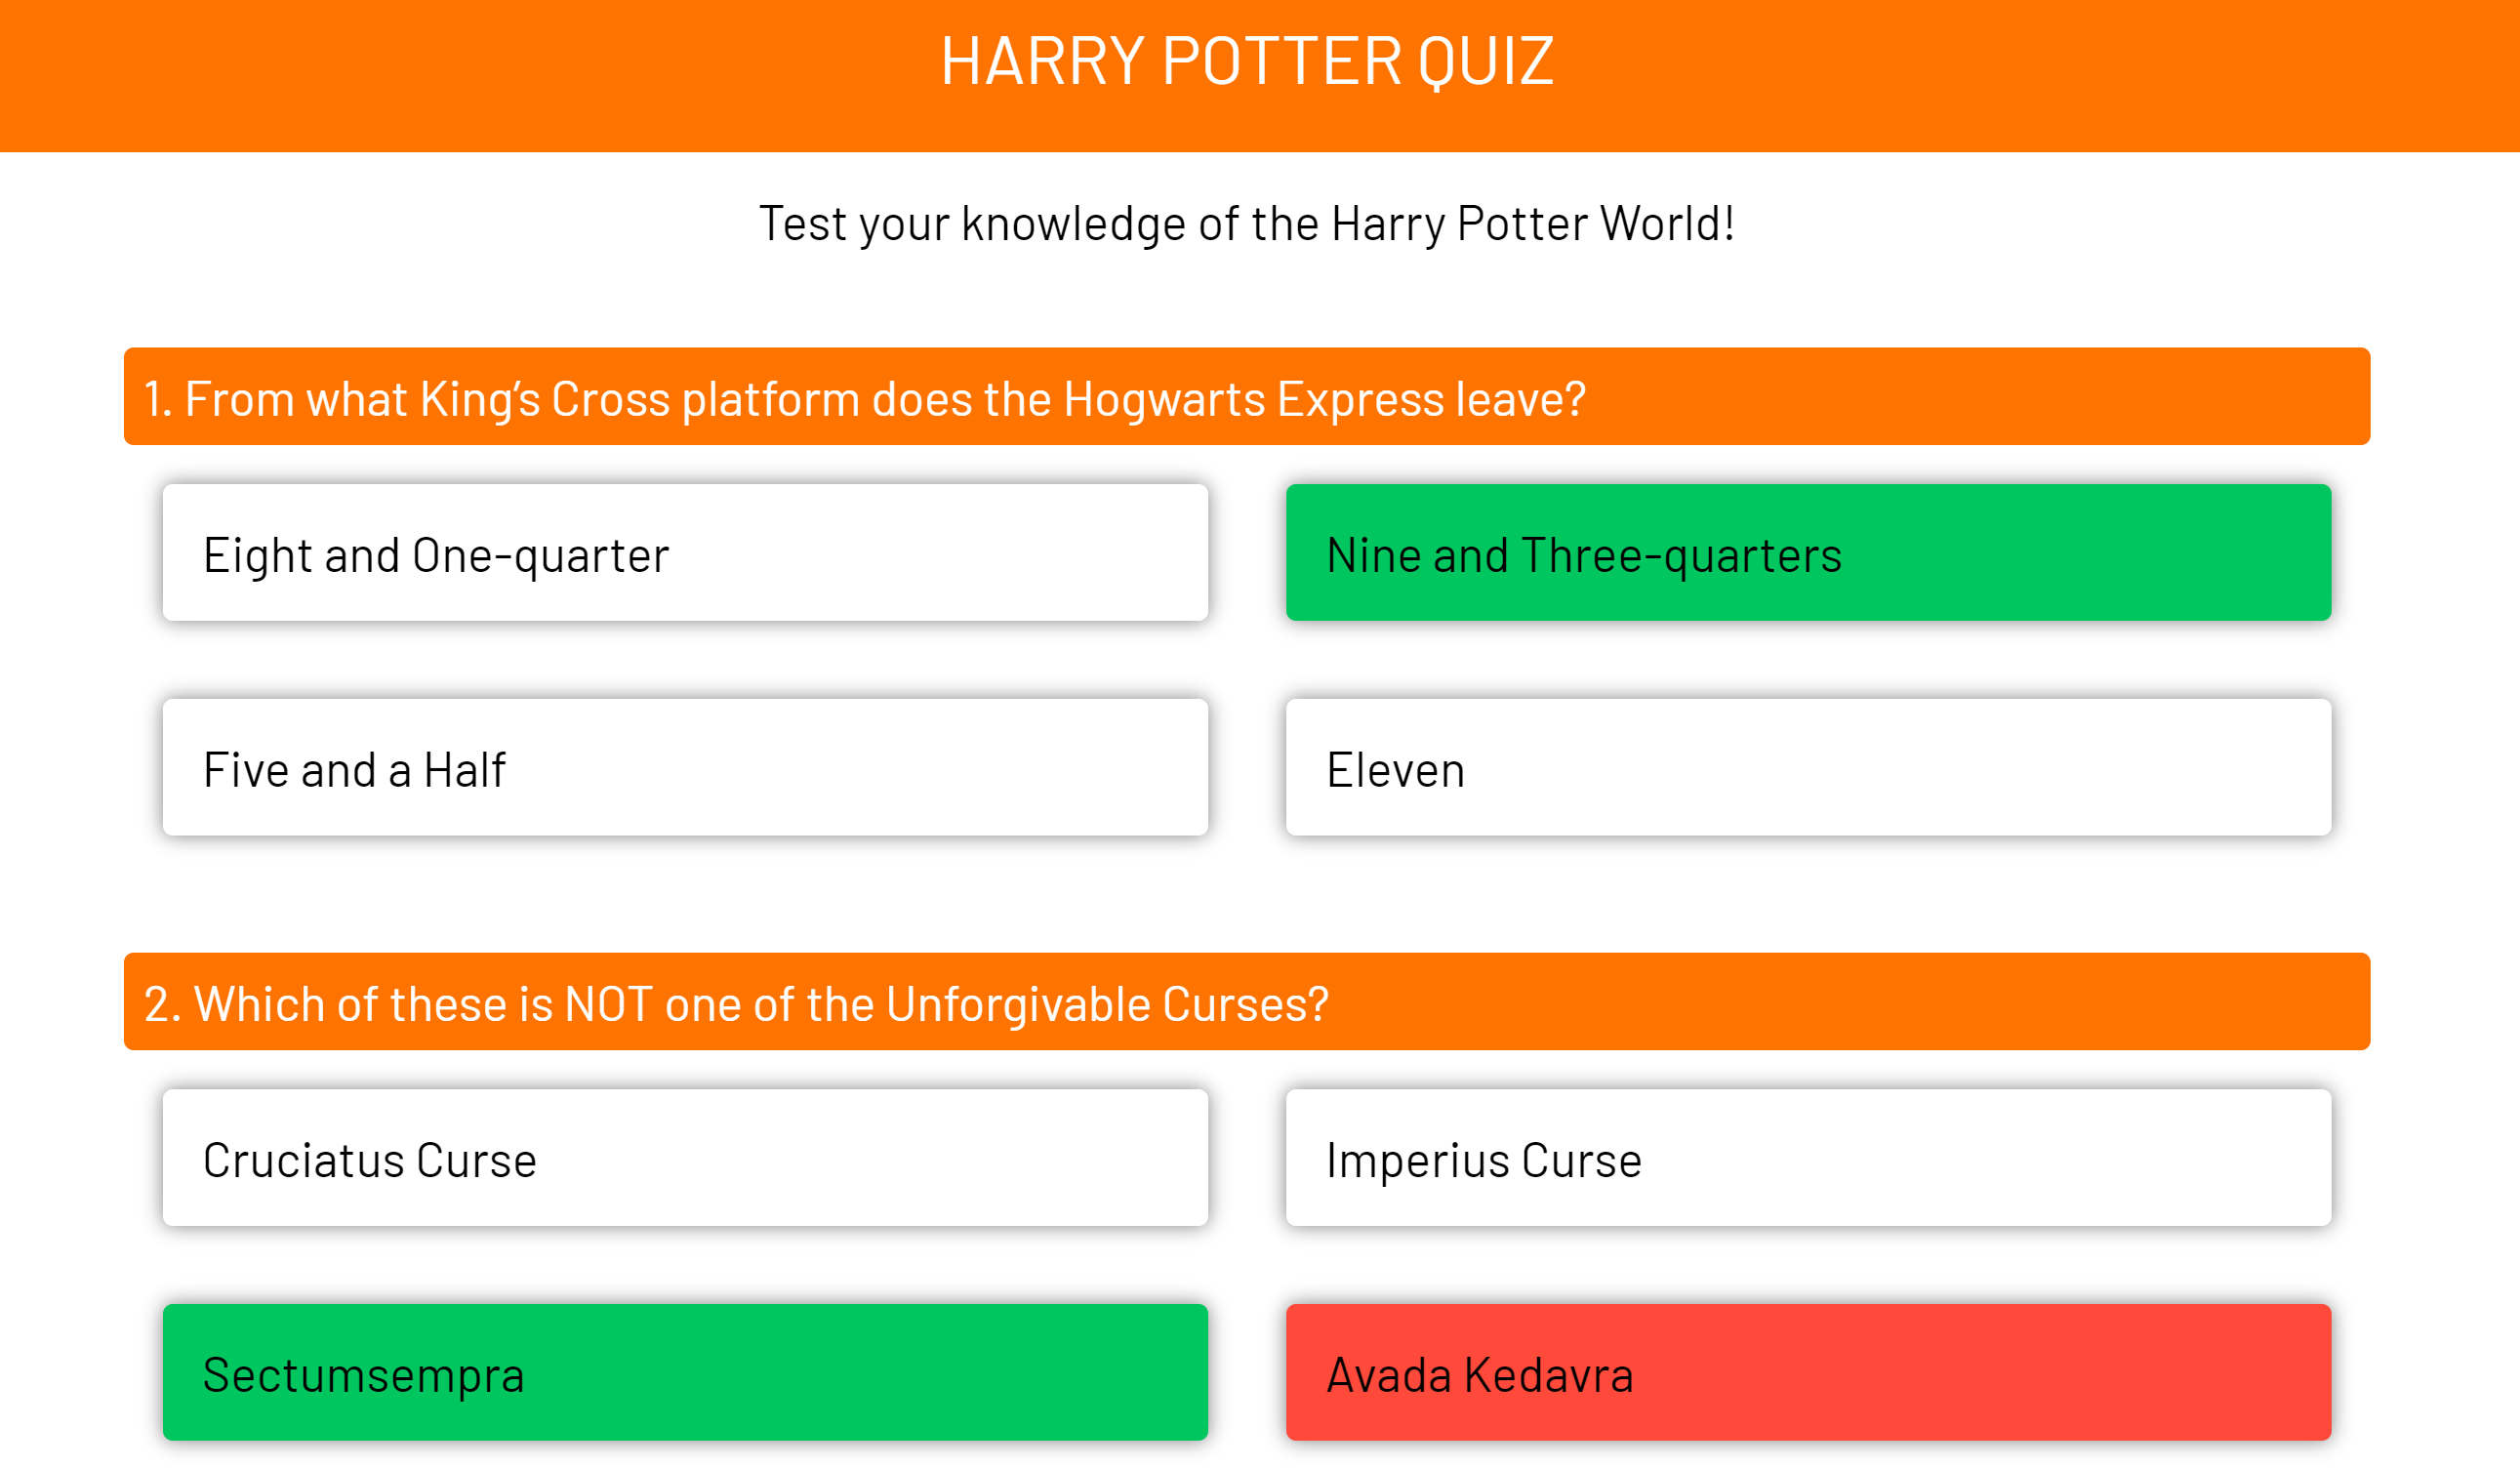 HARRY POTTER QUIZ
Test your knowledge of the Harry Potter World!
1. From what King’s Cross platform does the Hogwarts Express leave?
Eight and One-quarter
Nine and Three-quarters
Five and a Half
Eleven
2. Which of these is NOT one of the Unforgivable Curses?
Cruciatus Curse
Imperius Curse
Sectumsempra
Avada Kedavra